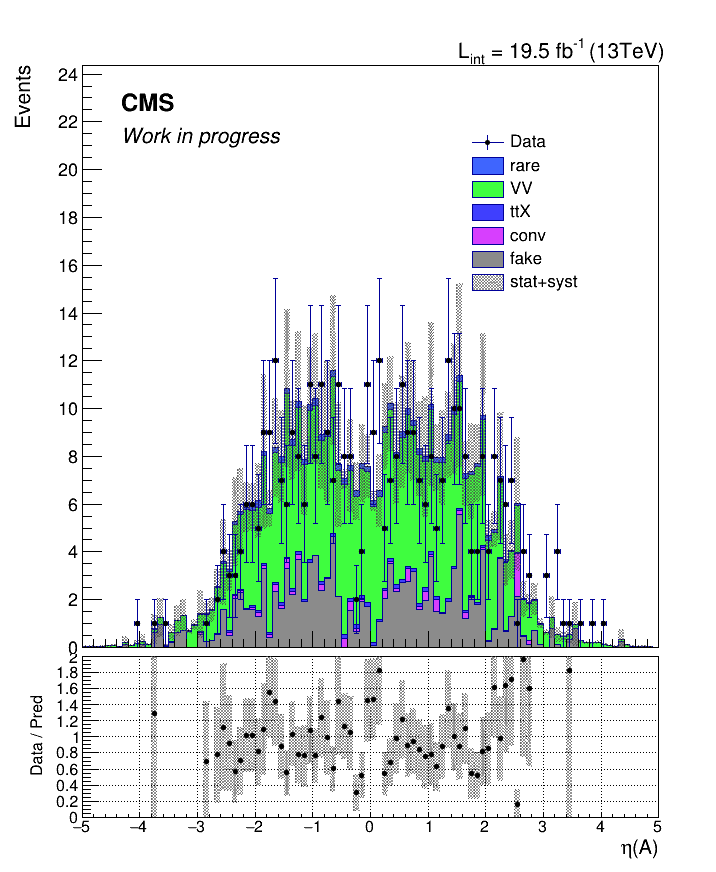 L_int = 19.5 fb⁻¹ (13TeV)
Events
24
22
20
18
16
14
12
10
8
6
4
2
0
CMS
Work in progress
Data
rare
VV
ttX
conv
fake
stat+syst
Data / Pred
2
1.8
1.6
1.4
1.2
1
0.8
0.6
0.4
0.2
0
−5 −4 −3 −2 −1 0 1 2 3 4 5
η(A)